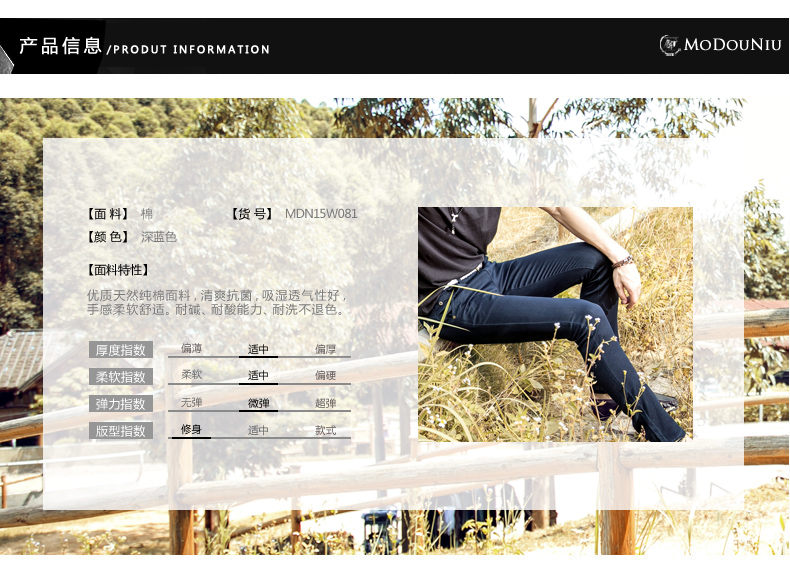 产品信息/PRODUT INFORMATION
MODOUNIU
【面 料】 棉 【货 号】 MDN15W081
【颜 色】 深蓝色
【面料特性】
优质天然纯棉面料，清爽抗菌，吸湿透气性好，
手感柔软舒适。耐碱、耐酸能力、耐洗不退色。
厚度指数 偏薄 适中 偏厚
柔软指数 柔软 适中 偏硬
弹力指数 无弹 微弹 超弹
版型指数 修身 适中 款式